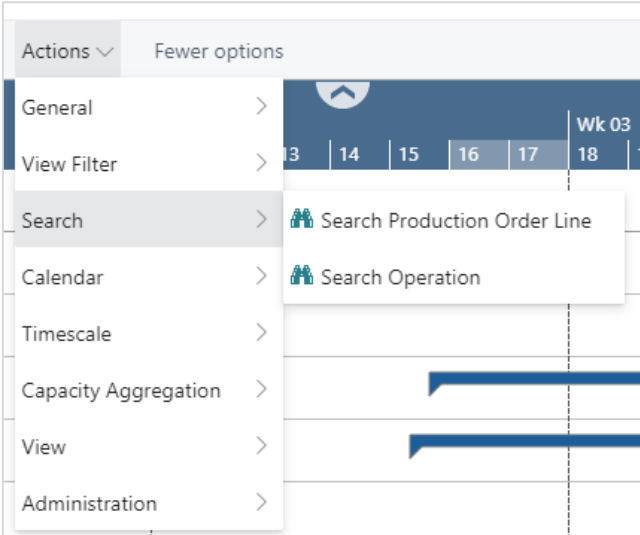 Actions
Fewer options
General
View Filter
Wk 03
13 14 15 16 17 18
Search
Search Production Order Line
Search Operation
Calendar
Timescale
Capacity Aggregation
View
Administration